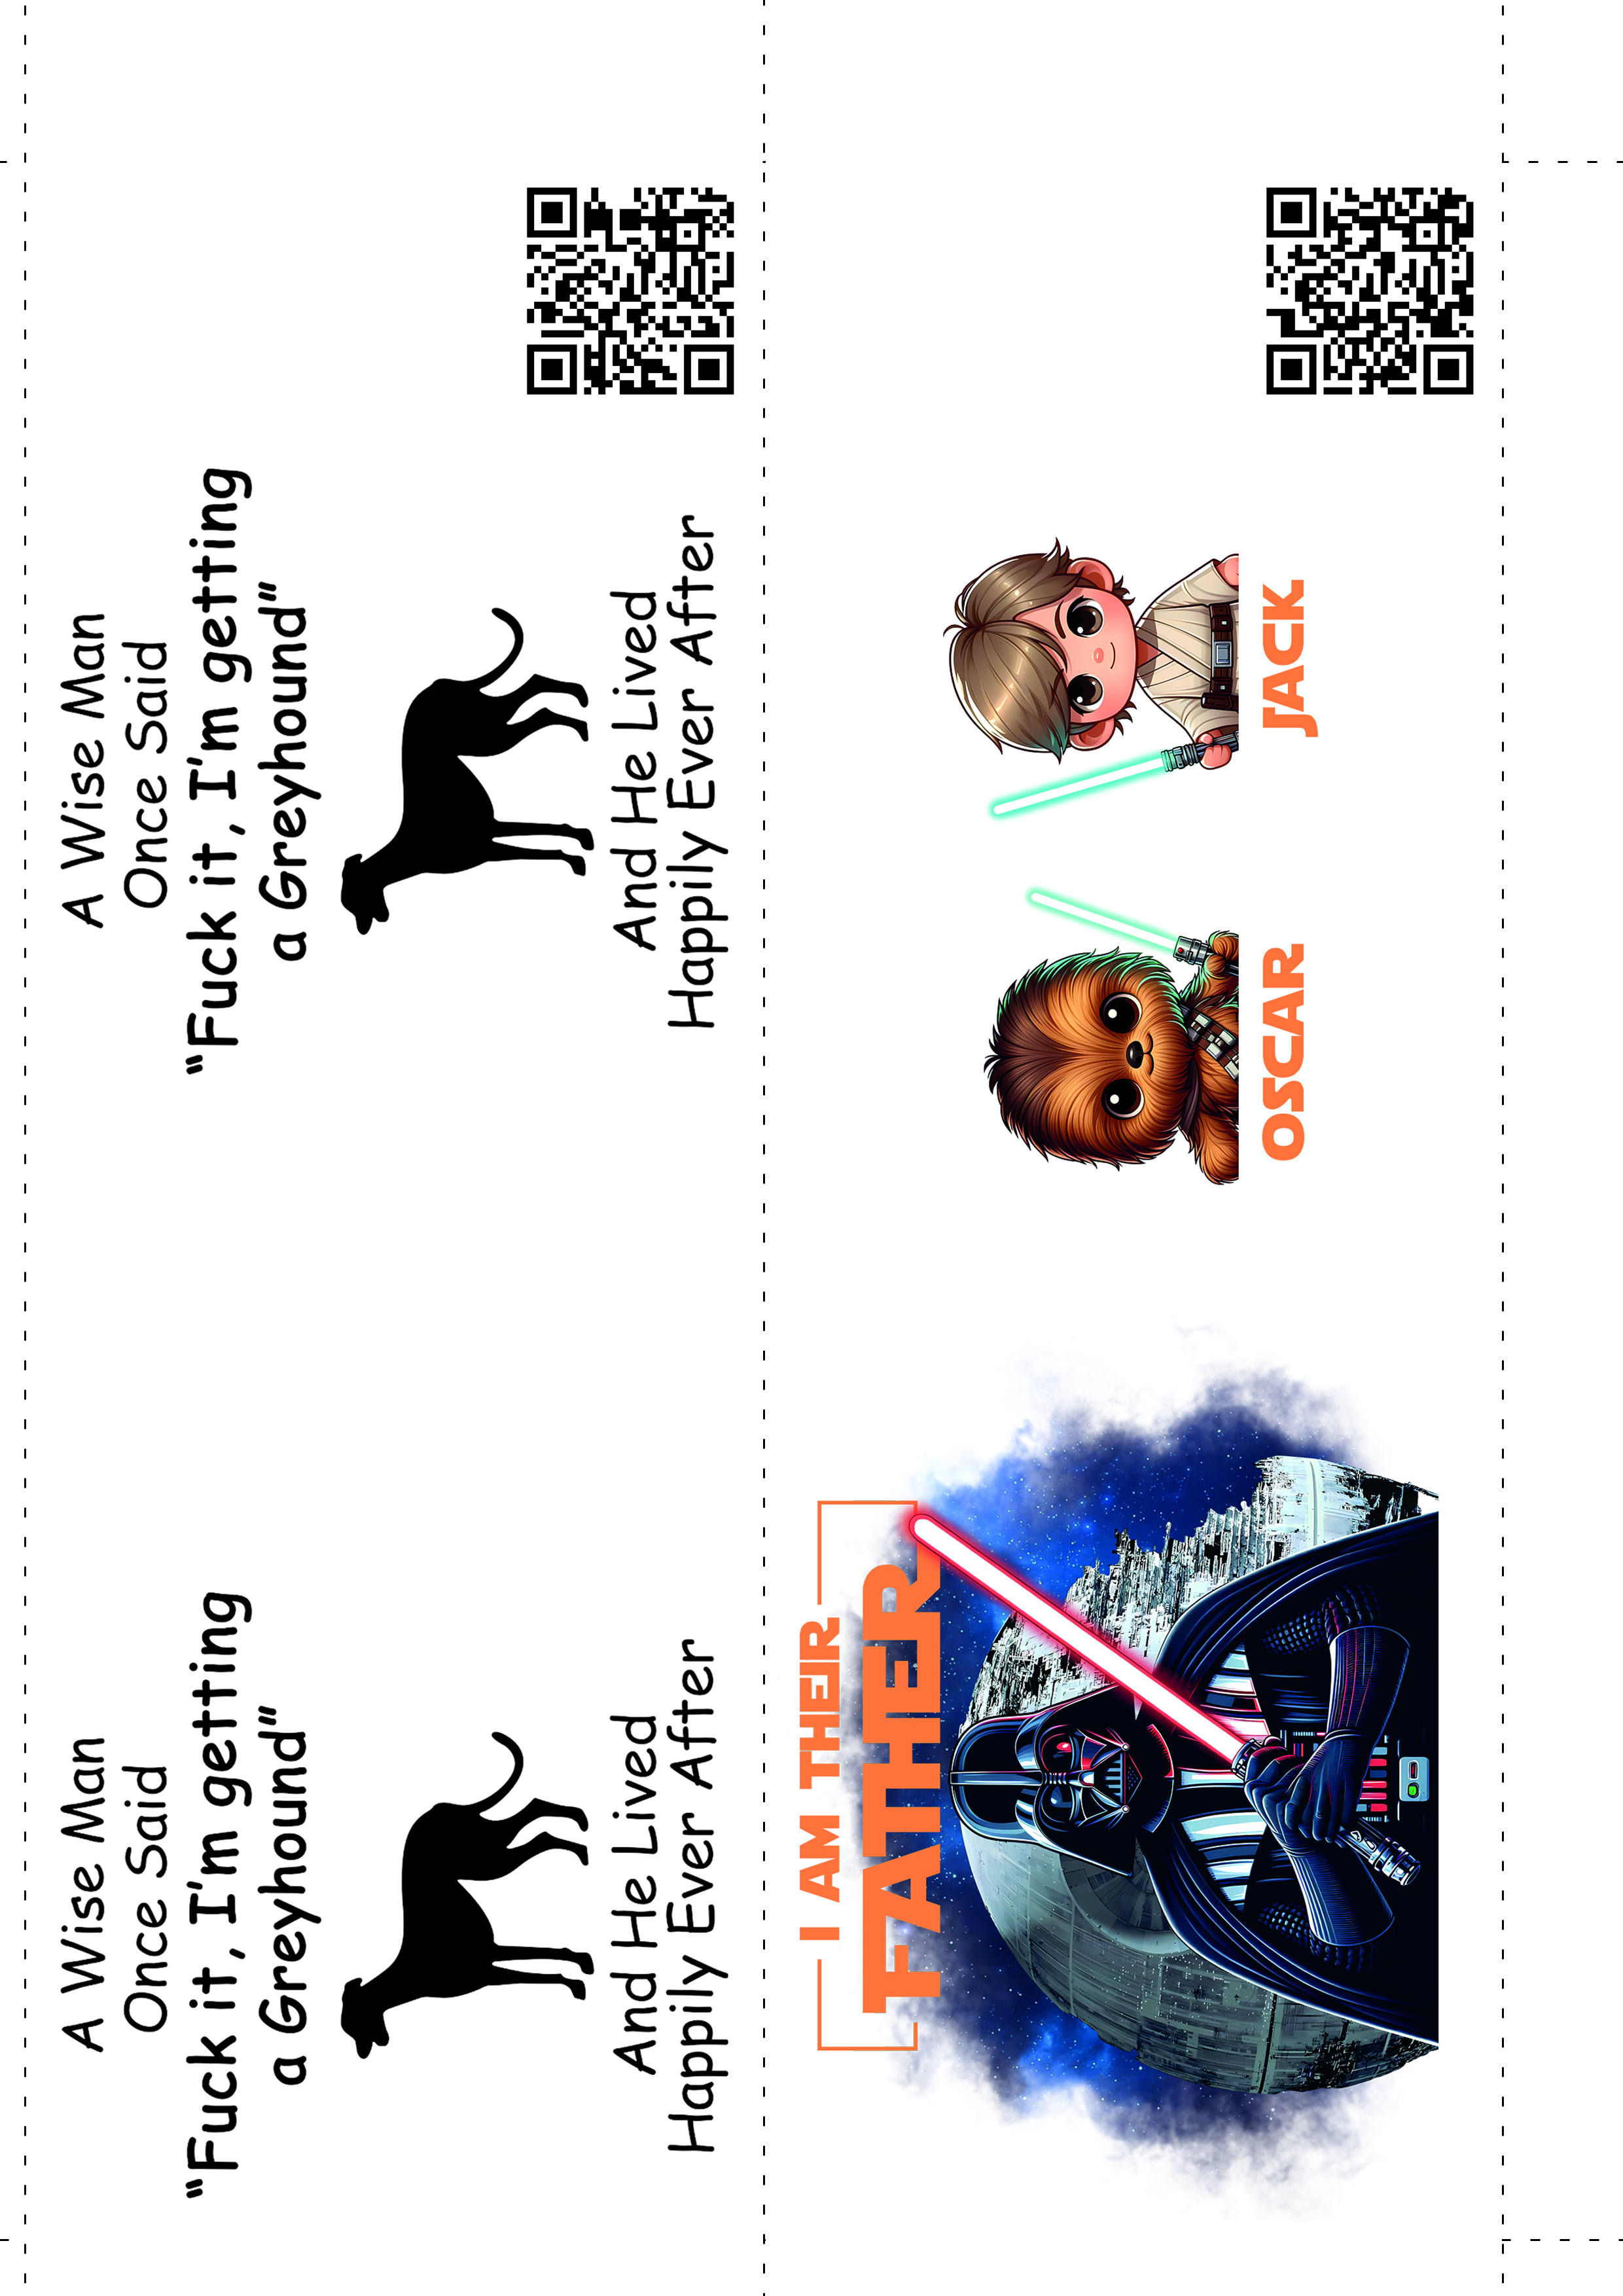 A Wise Man
Once Said
"Fuck it, I'm getting
a Greyhound"
And He Lived
Happily Ever After
A Wise Man
Once Said
"Fuck it, I'm getting
a Greyhound"
And He Lived
Happily Ever After
I AM THEIR
FATHER
OSCAR
JACK